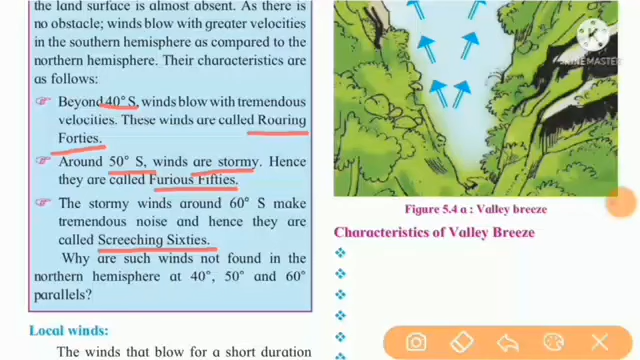 the land surface is almost absent. As there is
no obstacle; winds blow with greater velocities
in the southern hemisphere as compared to the
northern hemisphere. Their characteristics are
as follows:
Beyond 40° S, winds blow with tremendous
velocities. These winds are called Roaring
Forties.
Around 50° S, winds are stormy. Hence
they are called Furious Fifties.
The stormy winds around 60° S make
tremendous noise and hence they are
called Screeching Sixties.
Why are such winds not found in the
northern hemisphere at 40°, 50° and 60°
parallels?
Local winds:
The winds that blow for a short duration
K
KINEMASTER
Figure 5.4 a : Valley breeze
Characteristics of Valley Breeze